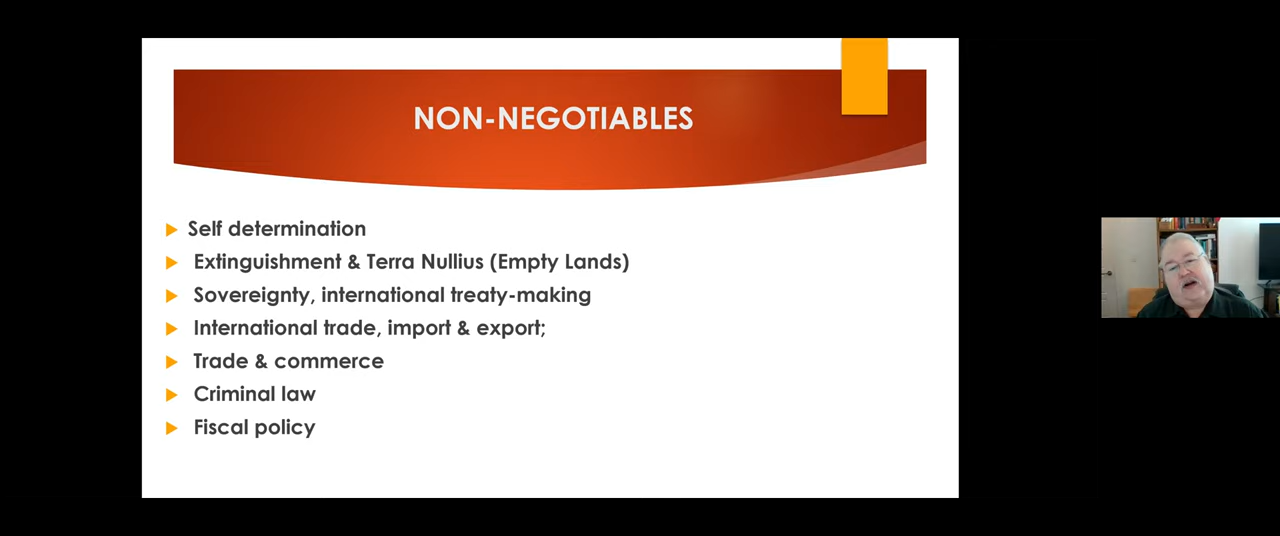 NON-NEGOTIABLES
Self determination
Extinguishment & Terra Nullius (Empty Lands)
Sovereignty, international treaty-making
International trade, import & export;
Trade & commerce
Criminal law
Fiscal policy